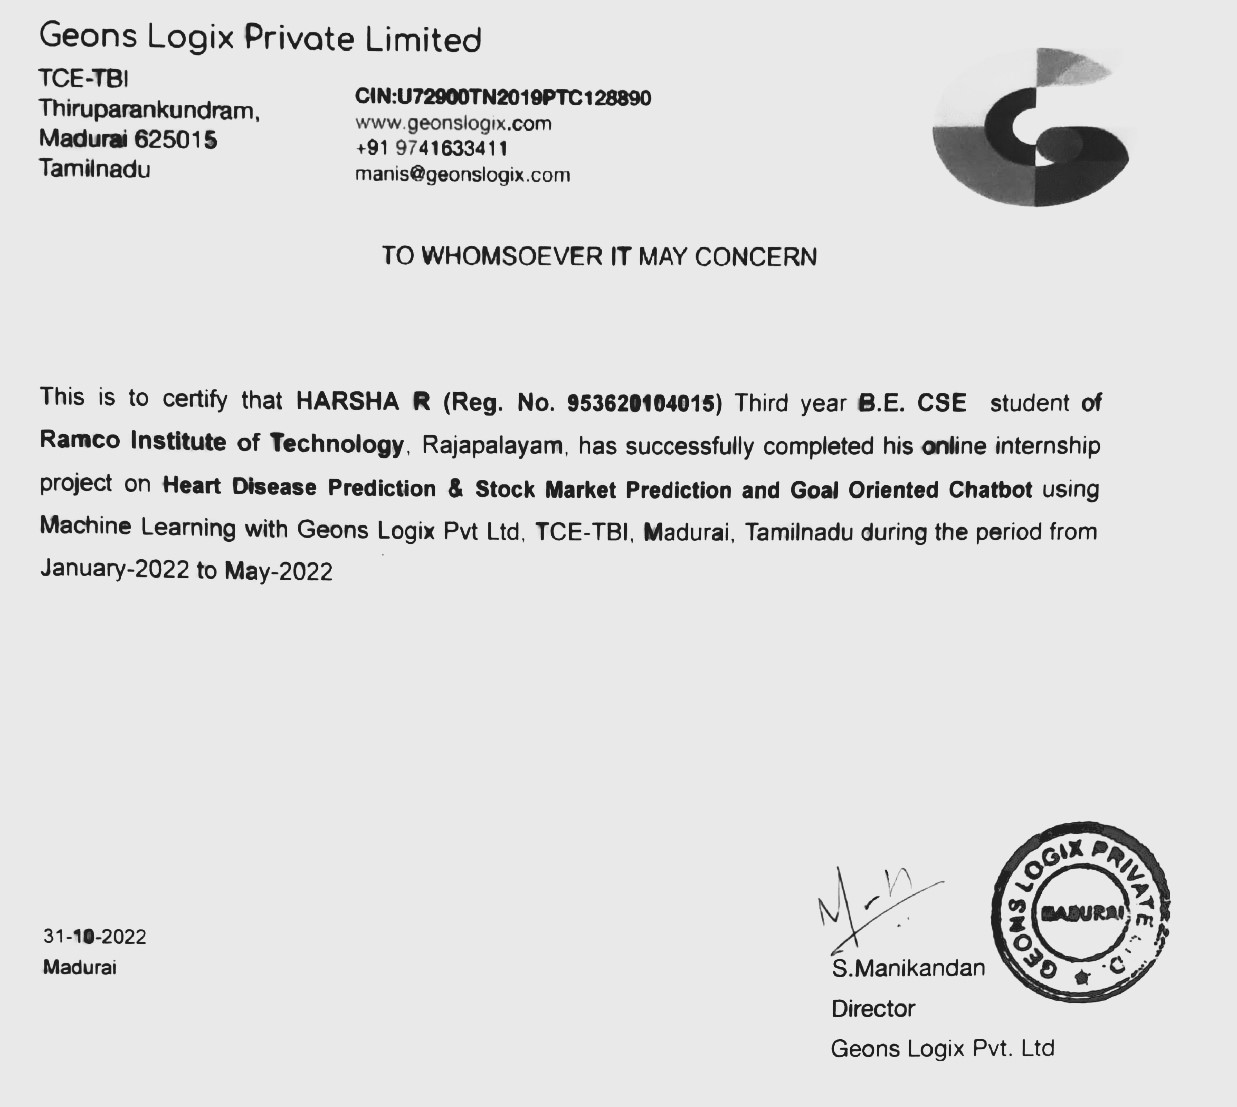 Geons Logix Private Limited
TCE-TBI
Thiruparankundram,
Madurai 625015
Tamilnadu
CIN:U72900TN2019PTC128890
www.geonslogix.com
+91 9741633411
manis@geonslogix.com
TO WHOMSOEVER IT MAY CONCERN
This is to certify that HARSHA R (Reg. No. 953620104015) Third year B.E. CSE student of
Ramco Institute of Technology, Rajapalayam, has successfully completed his online internship
project on Heart Disease Prediction & Stock Market Prediction and Goal Oriented Chatbot using
Machine Learning with Geons Logix Pvt Ltd, TCE-TBI, Madurai, Tamilnadu during the period from
January-2022 to May-2022
31-10-2022
Madurai
S.Manikandan
Director
Geons Logix Pvt. Ltd
GEONS LOGIX PRIVATE LTD.
MADURAI